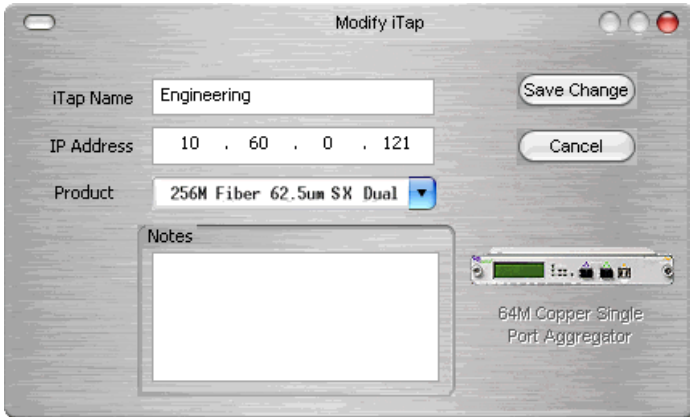 Modify iTap
iTap Name Engineering
Save Change
IP Address 10 . 60 . 0 . 121
Cancel
Product 256M Fiber 62.5um SX Dual
Notes
64M Copper Single
Port Aggregator